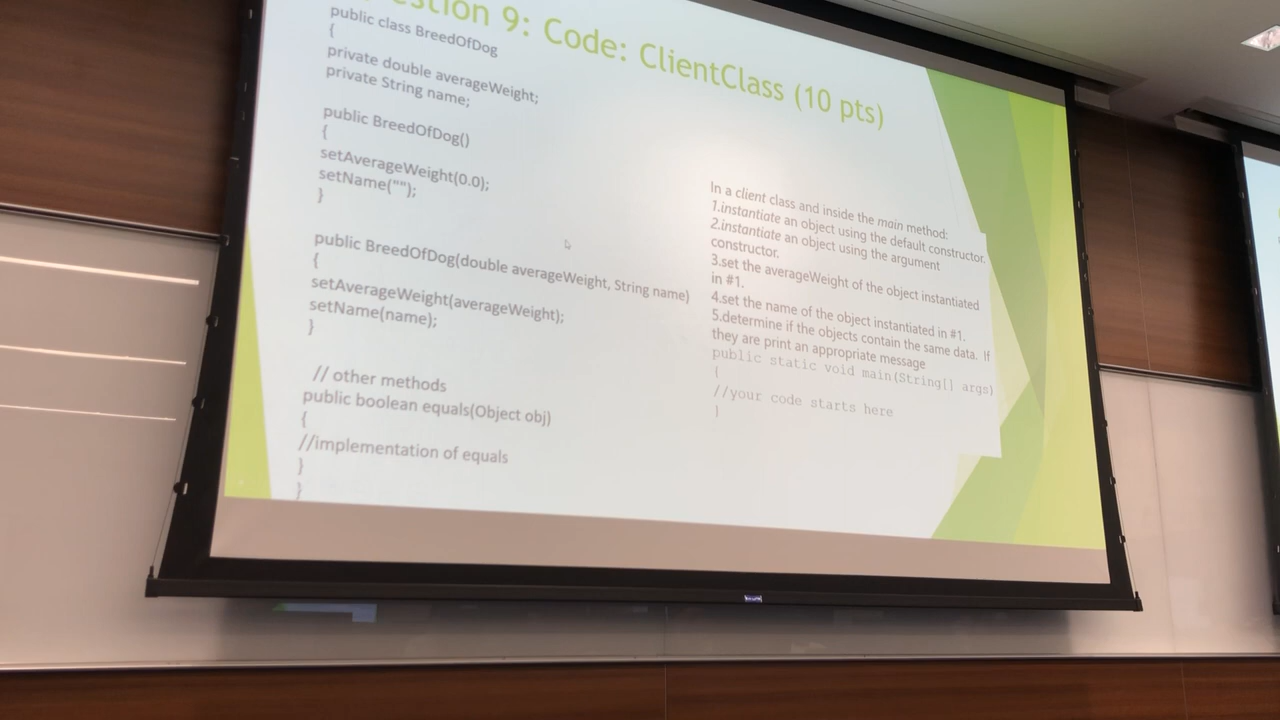 estion 9: Code: ClientClass (10 pts)
public class BreedOfDog
{
private double averageWeight;
private String name;
public BreedOfDog()
{
setAverageWeight(0.0);
setName("");
}
public BreedOfDog(double averageWeight, String name)
{
setAverageWeight(averageWeight);
setName(name);
}
// other methods
public boolean equals(Object obj)
{
//implementation of equals
}
}
In a client class and inside the main method:
1.instantiate an object using the default constructor.
2.instantiate an object using the argument
constructor.
3.set the averageWeight of the object instantiated
in #1.
4.set the name of the object instantiated in #1.
5.determine if the objects contain the same data. If
they are print an appropriate message
public static void main(String[] args)
{
//your code starts here
}